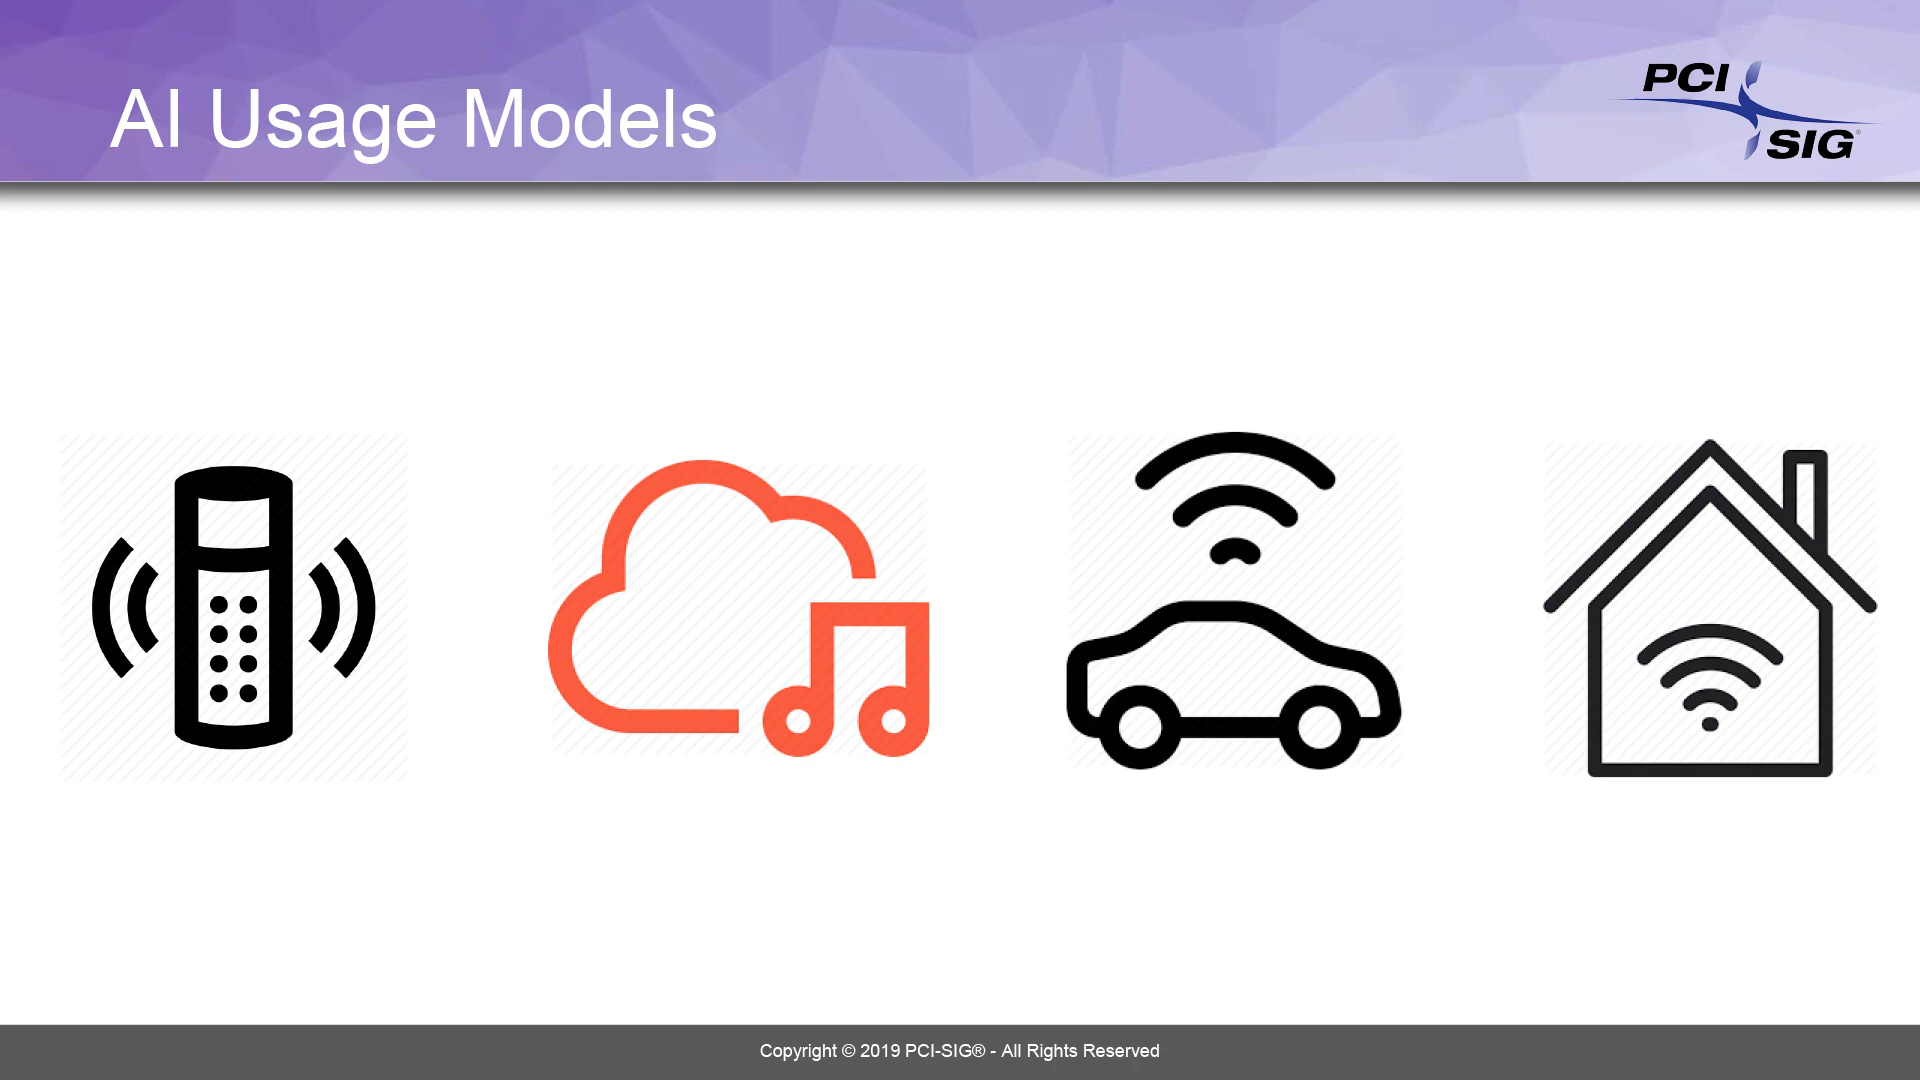 AI Usage Models
PCI
SIG®
Copyright © 2019 PCI-SIG® - All Rights Reserved